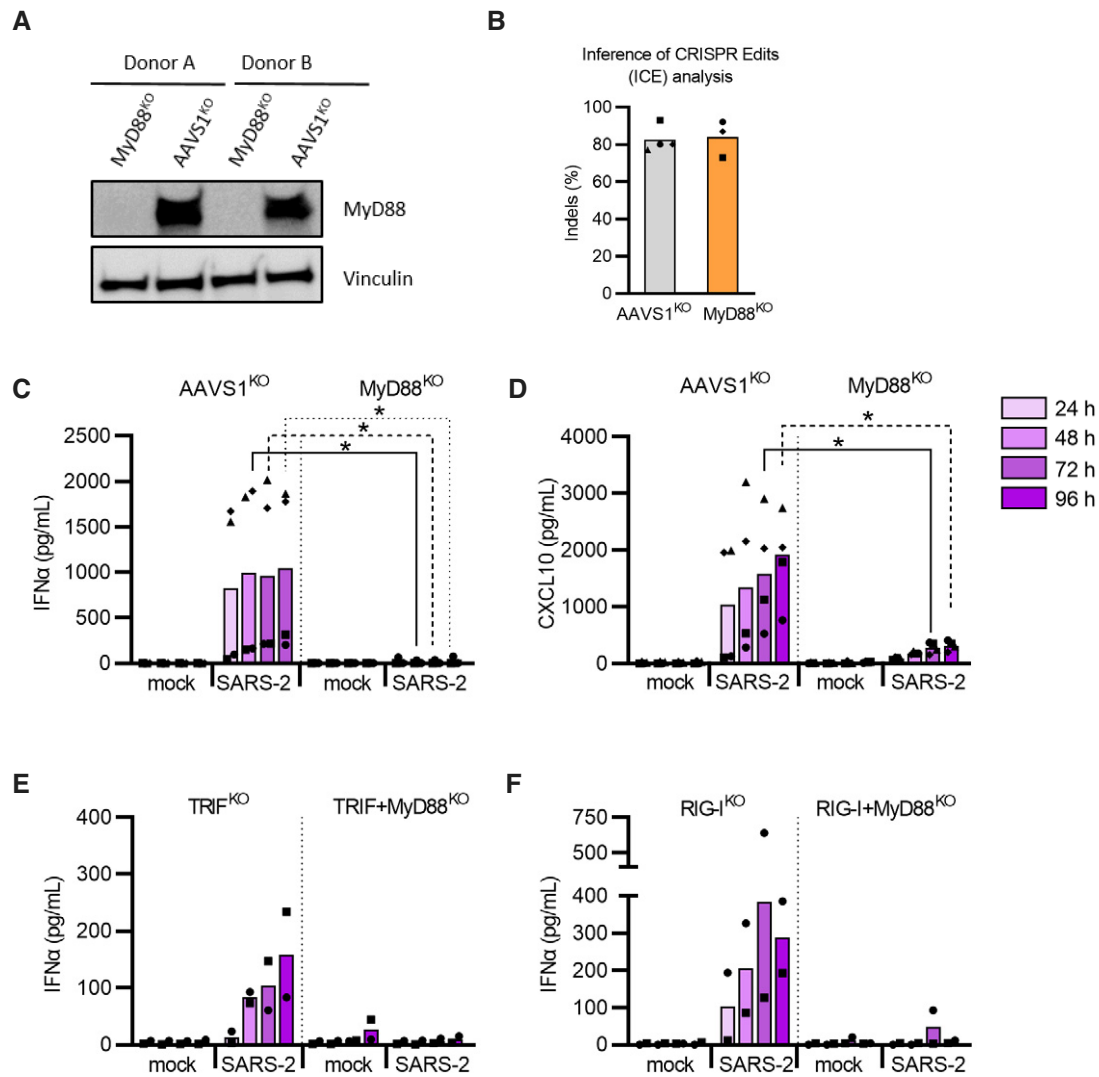 A
Donor A Donor B
MyD88KO AAVS1KO MyD88KO AAVS1KO
MyD88
Vinculin
B
Inference of CRISPR Edits
(ICE) analysis
Indels (%)
100
80
60
40
20
0
AAVS1KO MyD88KO
C
AAVS1KO MyD88KO
IFNα (pg/mL)
2500
2000
1500
1000
500
0
*
*
*
mock SARS-2 mock SARS-2
D
AAVS1KO MyD88KO
CXCL10 (pg/mL)
4000
3000
2000
1000
0
*
*
mock SARS-2 mock SARS-2
24 h
48 h
72 h
96 h
E
TRIFKO TRIF+MyD88KO
IFNα (pg/mL)
400
300
200
100
0
mock SARS-2 mock SARS-2
F
RIG-IKO RIG-I+MyD88KO
IFNα (pg/mL)
750
500
400
300
200
100
0
mock SARS-2 mock SARS-2